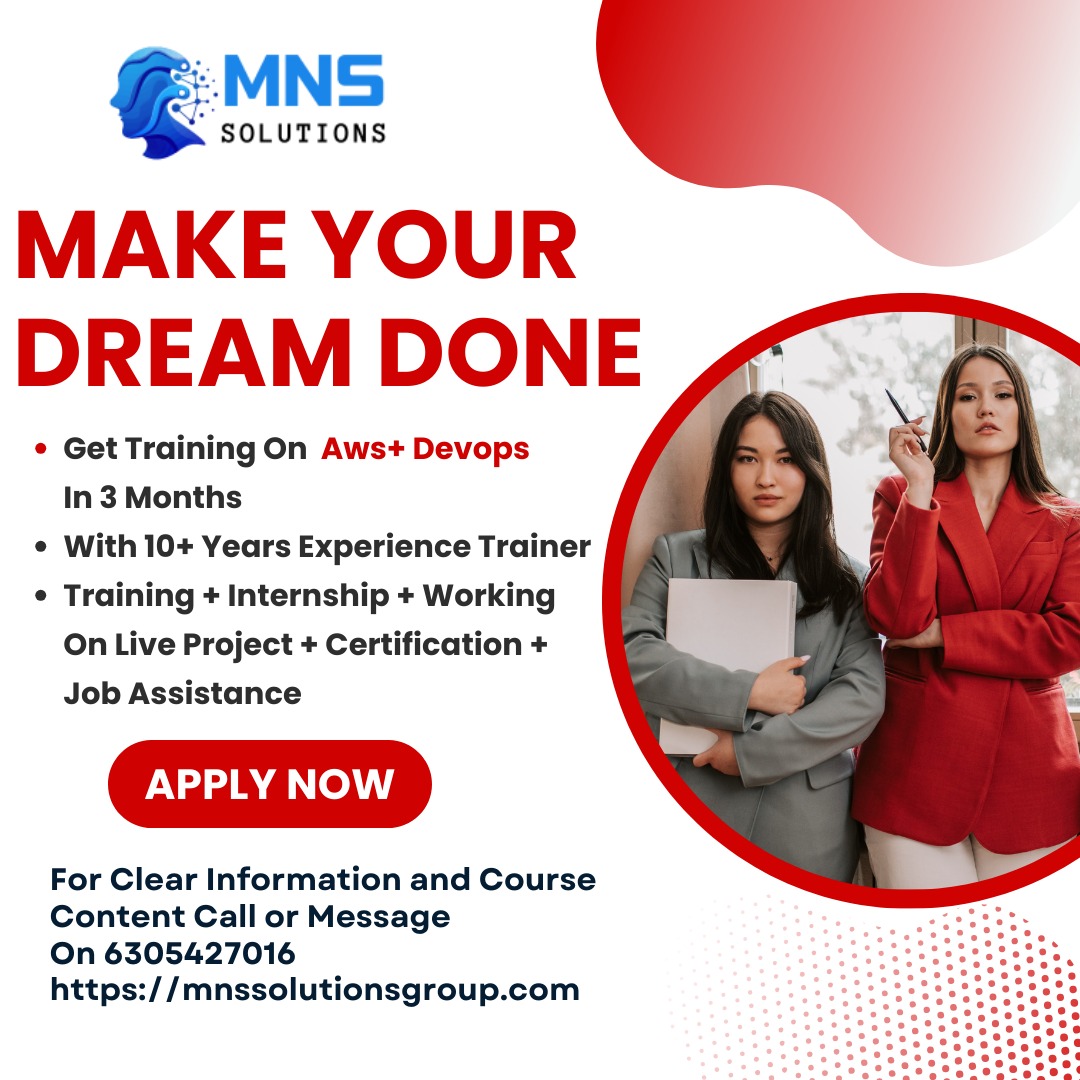 MNS
SOLUTIONS
MAKE YOUR
DREAM DONE
Get Training On Aws+ Devops
In 3 Months
With 10+ Years Experience Trainer
Training + Internship + Working
On Live Project + Certification +
Job Assistance
APPLY NOW
For Clear Information and Course
Content Call or Message
On 6305427016
https://mnssolutionsgroup.com